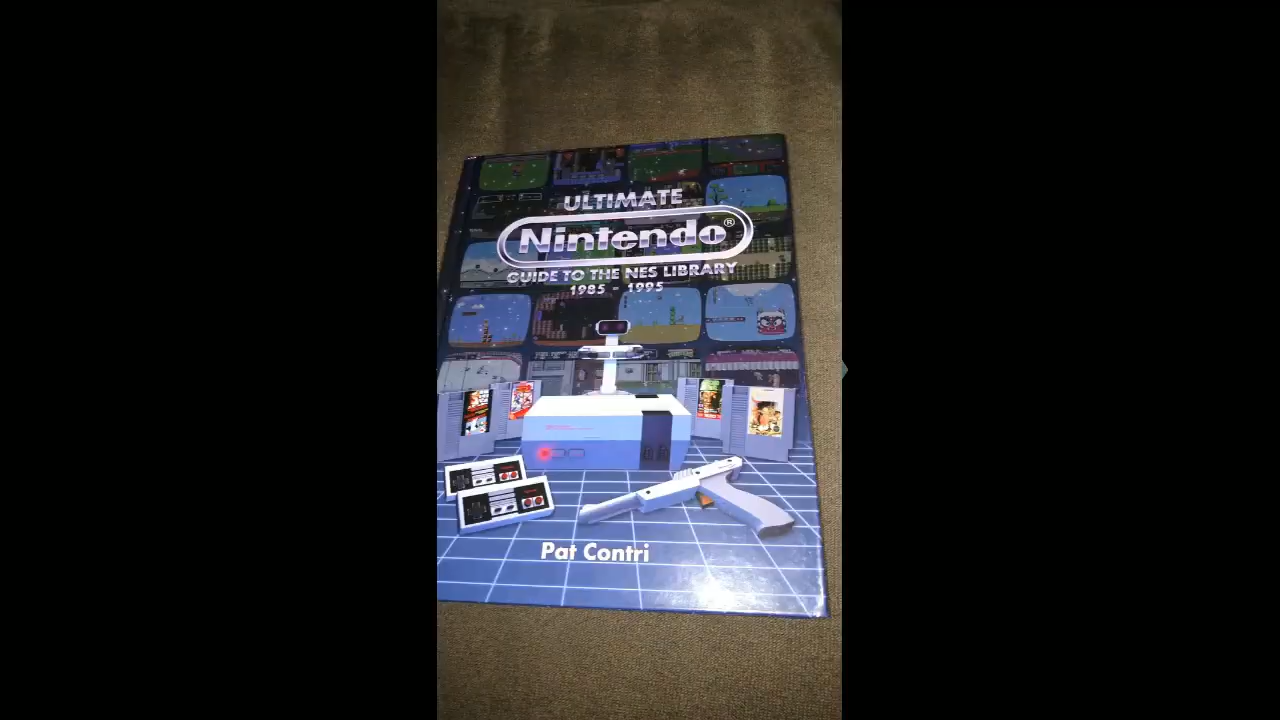 ULTIMATE
Nintendo®
GUIDE TO THE NES LIBRARY
1985 - 1995
Pat Contri